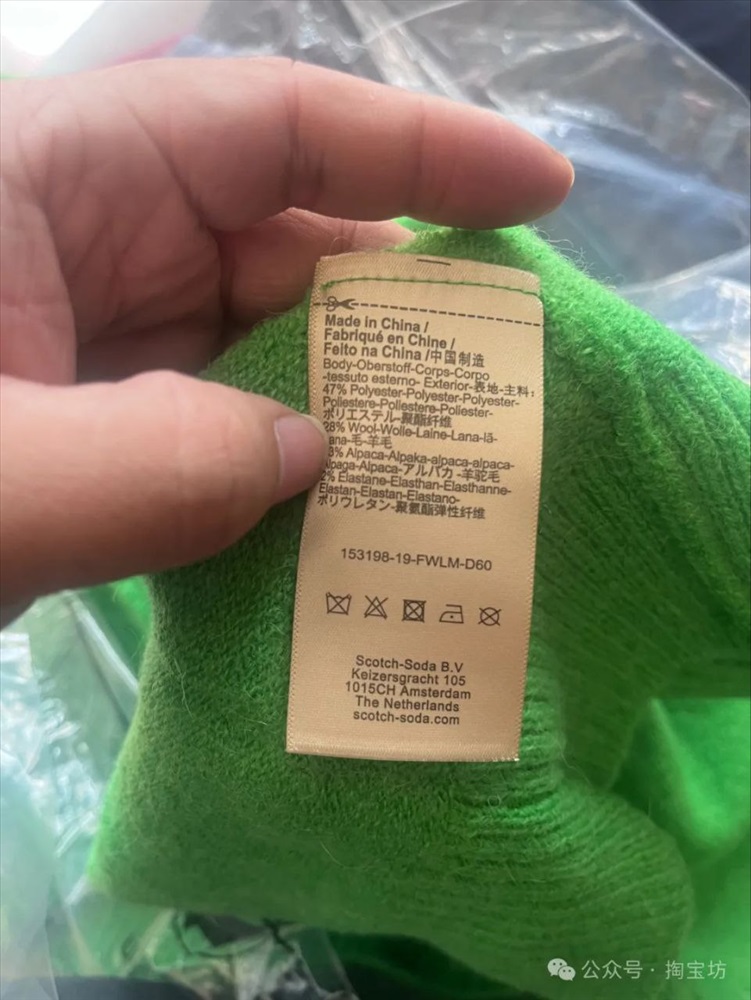 Made in China /
Fabriqué en Chine /
Feito na China /中国制造
Body-Oberstoff-Corps-Corpo
-tessuto esterno- Exterior-表地-主料:
47% Polyester-Polyester-Polyester-
Poliestere-Poliestere-Poliester-
ポリエステル-聚酯纤维
28% Wool-Wolle-Laine-Lana-lã-
ana-毛-羊毛
3% Alpaca-Alpaka-alpaca-alpaca-
lpaga-Alpaca-アルパカ -羊驼毛
2% Elastane-Elasthan-Elasthanne-
Elastan-Elastan-Elastano-
ポリウレタン-聚氨酯弹性纤维
153198-19-FWLM-D60
Scotch-Soda B.V
Keizersgracht 105
1015CH Amsterdam
The Netherlands
scotch-soda.com
公众号 · 掏宝坊